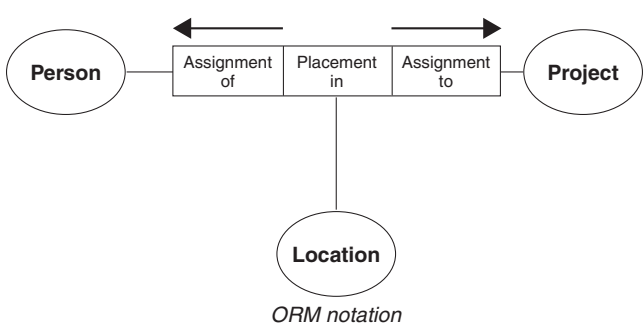 Person
Assignment
of
Placement
in
Assignment
to
Project
Location
ORM notation